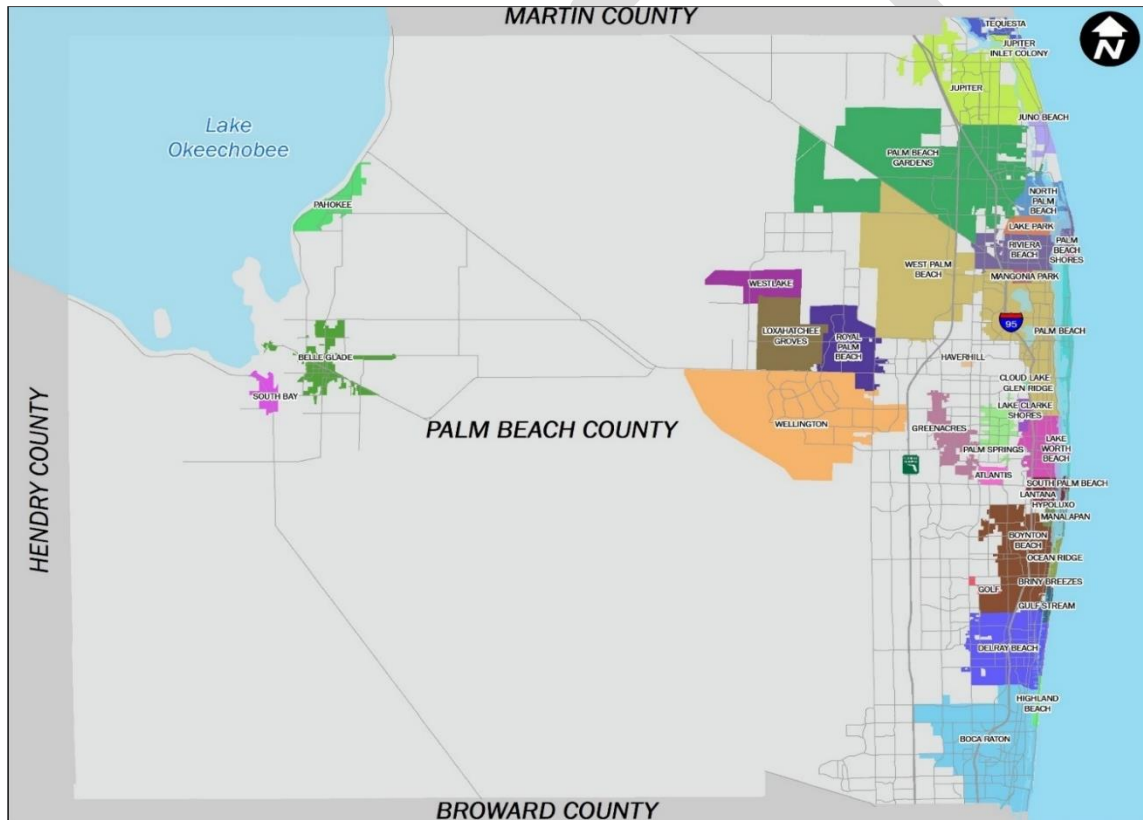 MARTIN COUNTY
TEQUESTA
N
JUPITER
INLET COLONY
JUPITER
JUNO BEACH
Lake
Okeechobee
PALM BEACH
GARDENS
PAHOKEE
NORTH
PALM
BEACH
LAKE PARK
RIVIERA
BEACH
PALM
BEACH
SHORES
WEST PALM
BEACH
MANGONIA PARK
WESTLAKE
95
LOXAHATCHEE
GROVES
ROYAL
PALM
BEACH
PALM BEACH
BELLE GLADE
HAVERHILL
CLOUD LAKE
GLEN RIDGE
SOUTH BAY
LAKE CLARKE
SHORES
HENDRY COUNTY
PALM BEACH COUNTY
WELLINGTON
GREENACRES
LAKE
WORTH
BEACH
PALM SPRINGS
ATLANTIS
SOUTH PALM BEACH
LANTANA
HYPOLUXO
MANALAPAN
BOYNTON
BEACH
OCEAN RIDGE
BRINY BREEZES
GOLF
GULF STREAM
DELRAY BEACH
HIGHLAND
BEACH
BOCA RATON
BROWARD COUNTY